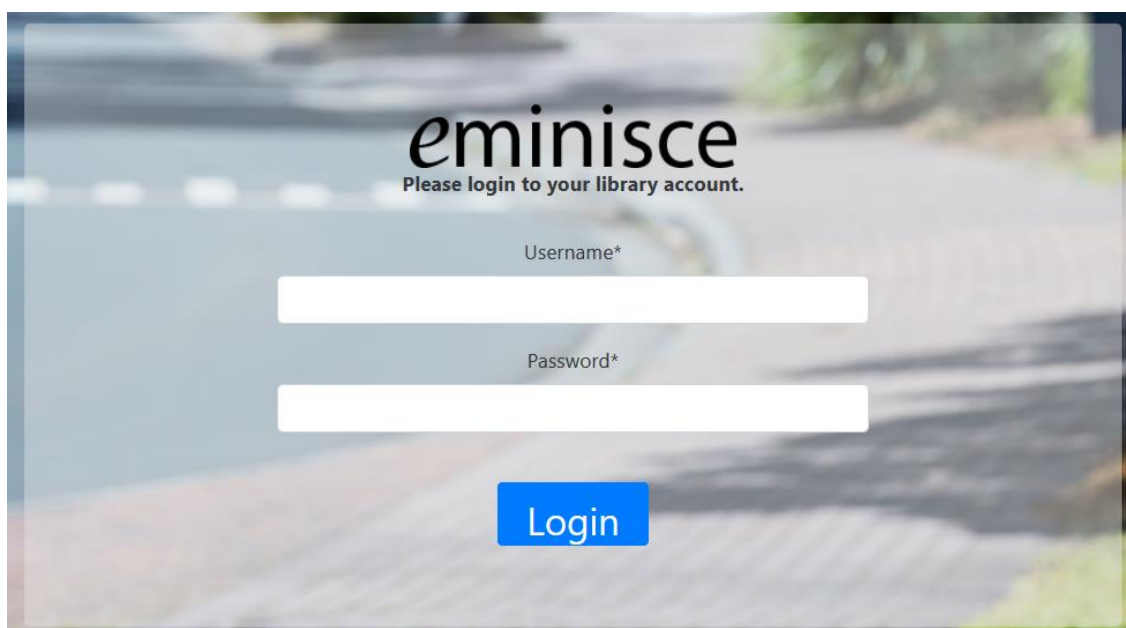 eminisce
Please login to your library account.
Username*
Password*
Login